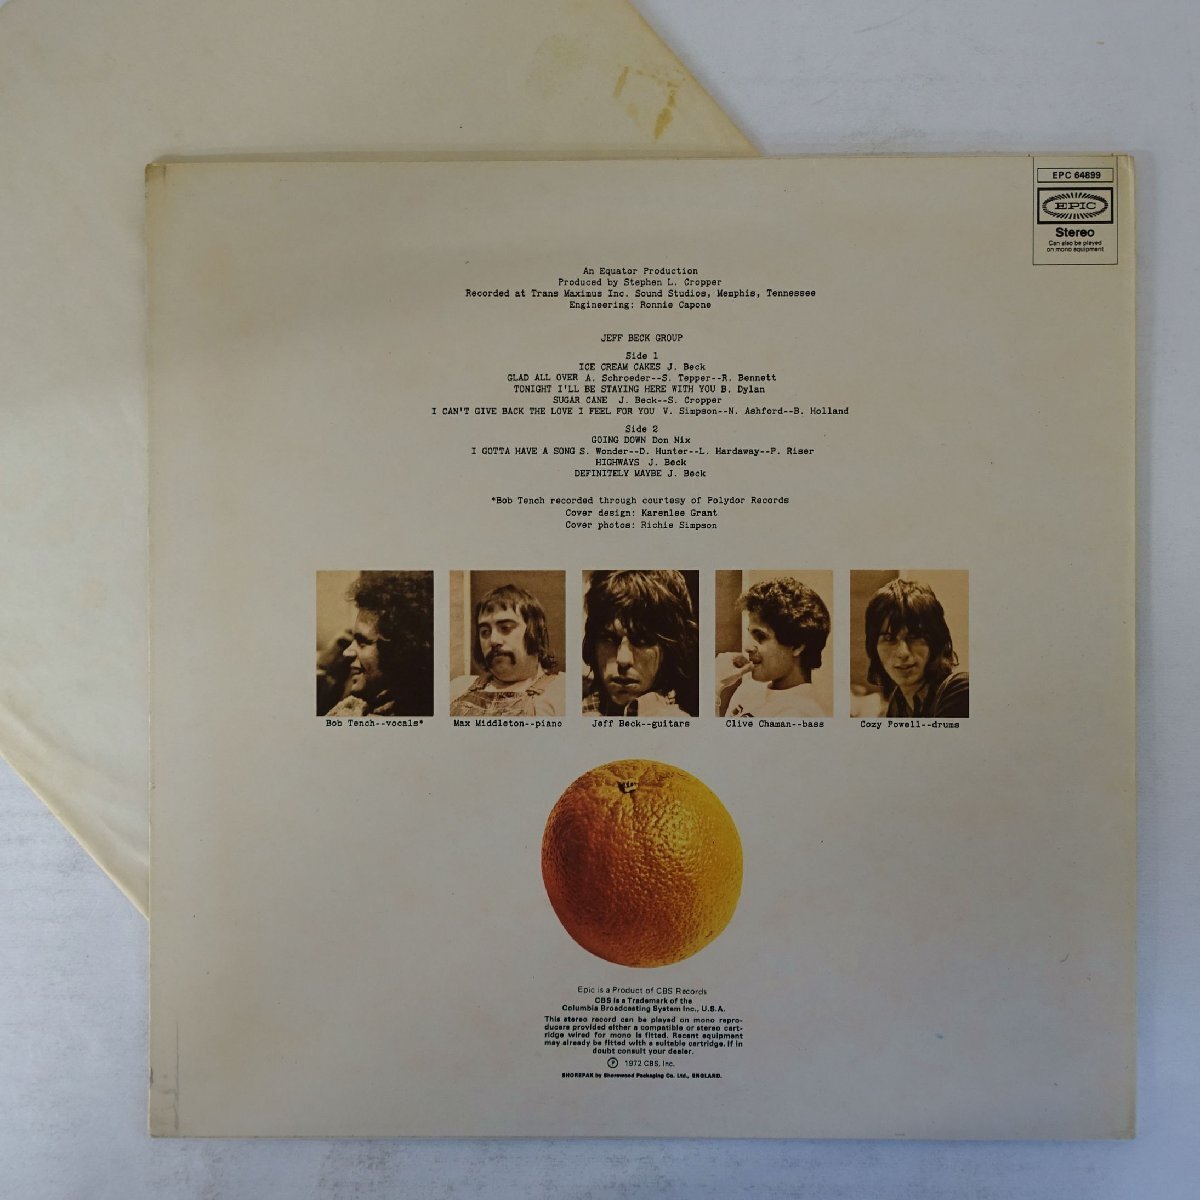 EPC 64899
EPIC
Stereo
Can also be played
on mono equipment
An Equator Production
Produced by Stephen L. Cropper
Recorded at Trans Maximus Inc. Sound Studios, Memphis, Tennessee
Engineering: Ronnie Capone
JEFF BECK GROUP
Side 1
ICE CREAM CAKES J. Beck
GLAD ALL OVER A. Schroeder--S. Tepper--R. Bennett
TONIGHT I'LL BE STAYING HERE WITH YOU B. Dylan
SUGAR CANE J. Beck--S. Cropper
I CAN'T GIVE BACK THE LOVE I FEEL FOR YOU V. Simpson--N. Ashford--B. Holland
Side 2
GOING DOWN Don Nix
I GOTTA HAVE A SONG S. Wonder--D. Hunter--L. Hardaway--P. Riser
HIGHWAYS J. Beck
DEFINITELY MAYBE J. Beck
*Bob Tench recorded through courtesy of Polydor Records
Cover design: Karenlee Grant
Cover photos: Richie Simpson
Bob Tench--vocals* Max Middleton--piano Jeff Beck--guitars Clive Chaman--bass Cozy Powell--drums
Epic is a Product of CBS Records
CBS is a Trademark of the
Columbia Broadcasting System Inc., U.S.A.
This stereo record can be played on mono repro-
ducers provided either a compatible or stereo cart-
ridge wired for mono is fitted. Recent equipment
may already be fitted with a suitable cartridge. If in
doubt consult your dealer.
Ⓟ 1972 CBS, Inc.
SHOREPAK by Shorewood Packaging Co. Ltd., ENGLAND.